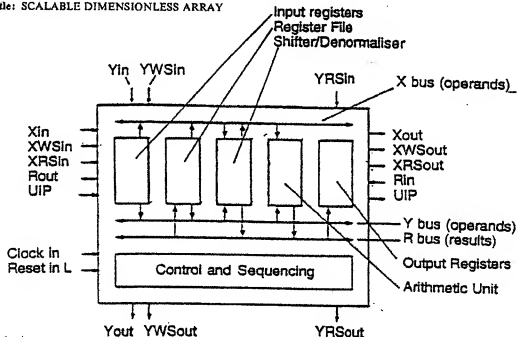 tle: SCALABLE DIMENSIONLESS ARRAY
Input registers
Register File
Shifter/Denormaliser
Yin YWSin
YRSin
X bus (operands)
Xin
XWSin
XRSin
Rout
UIP
Xout
XWSout
XRSout
Rin
UIP
Y bus (operands)
R bus (results)
Clock in
Reset in L
Control and Sequencing
Output Registers
Arithmetic Unit
Yout YWSout
YRSout